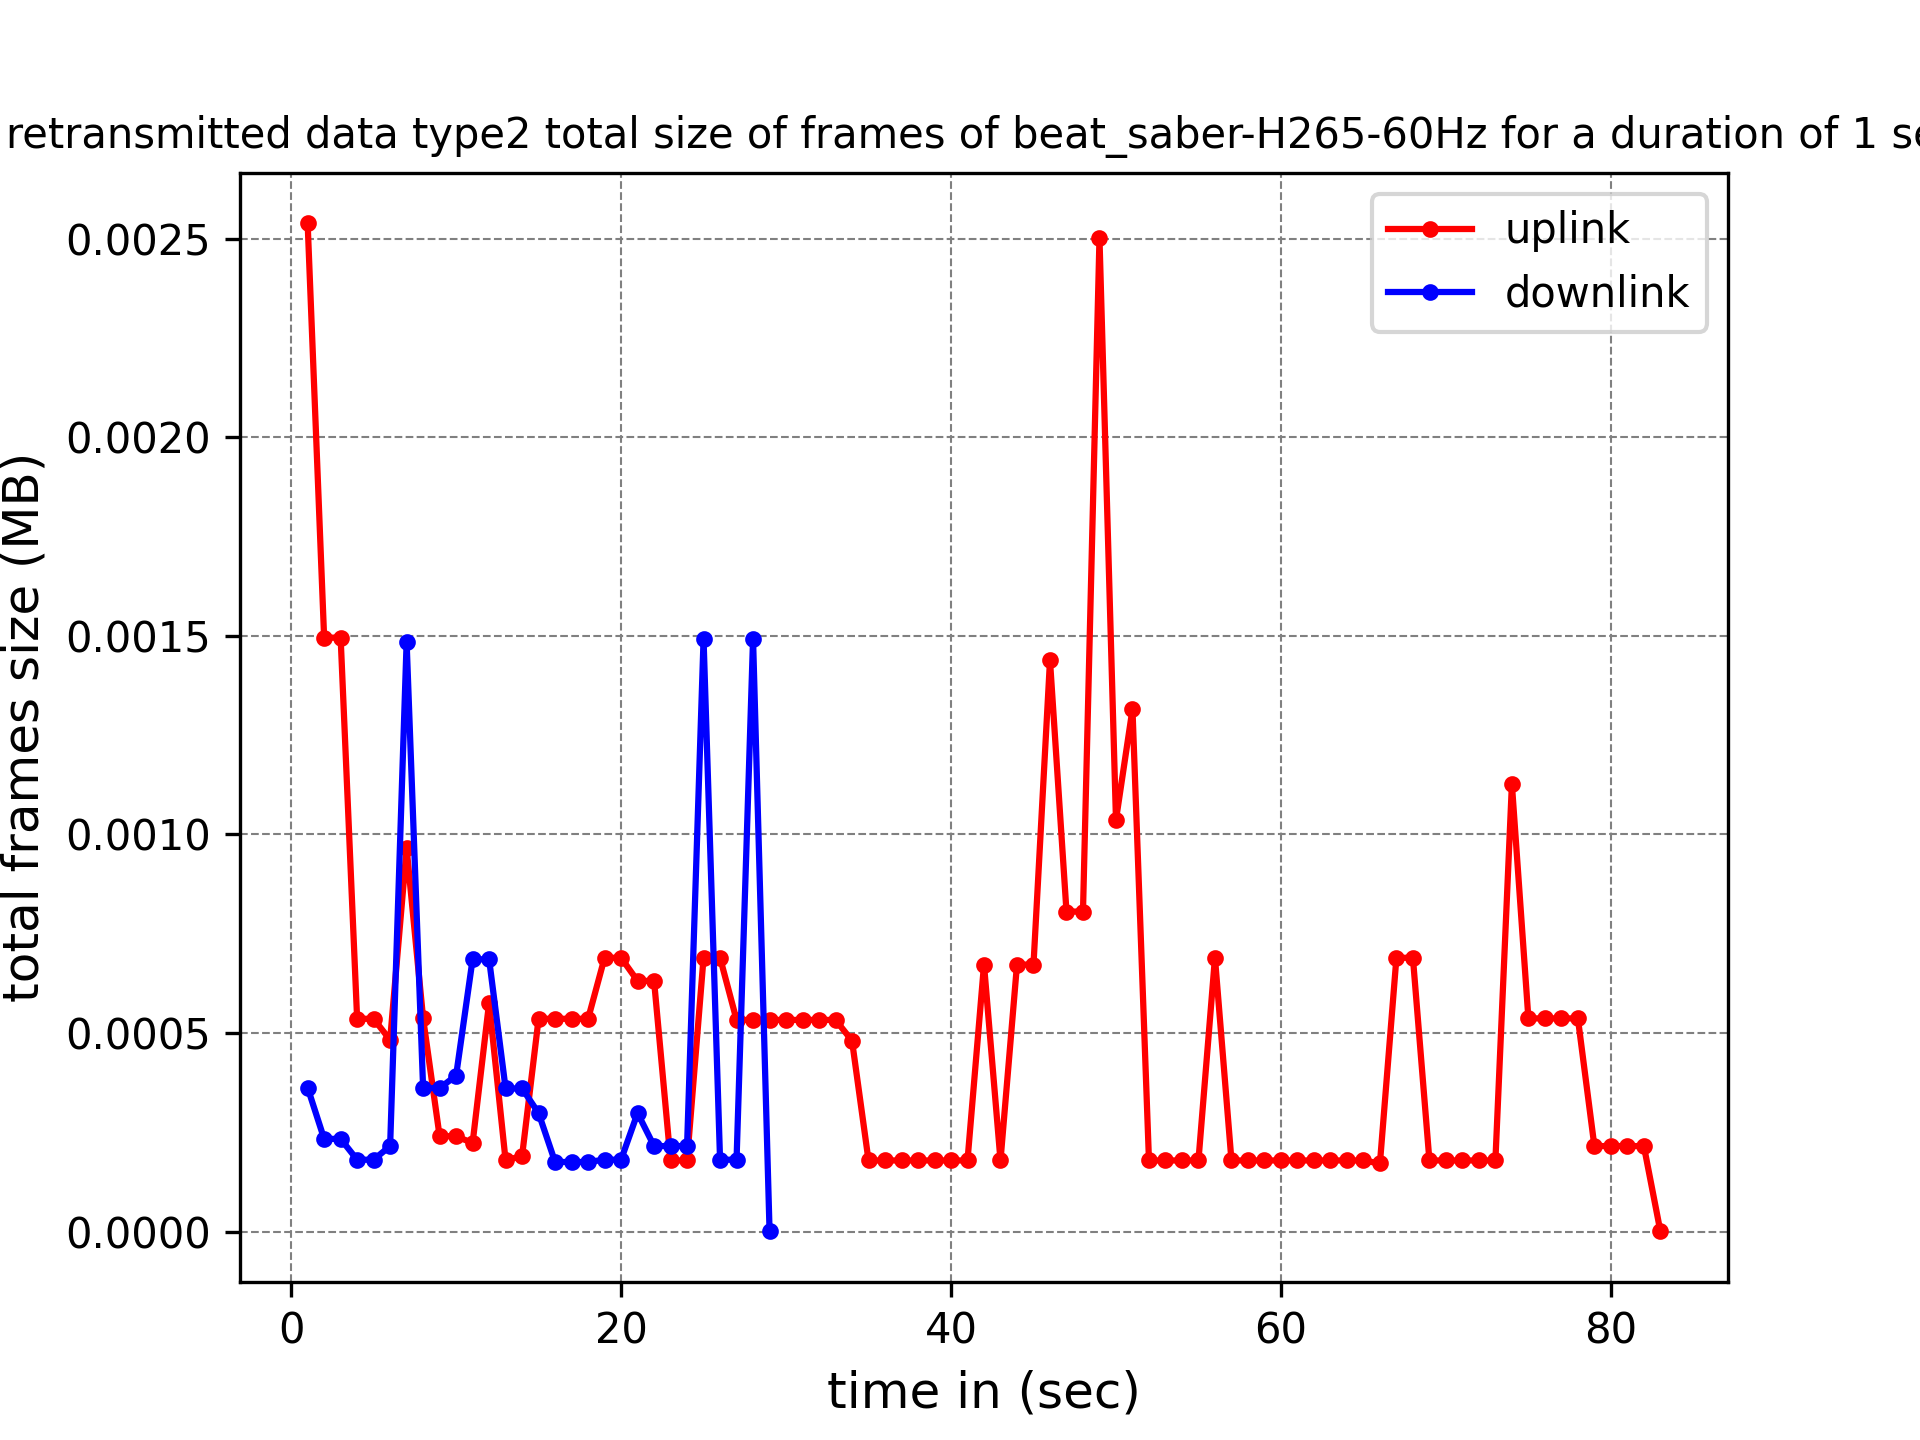 retransmitted data type2 total size of frames of beat_saber-H265-60Hz for a duration of 1
uplink
downlink
total frames size (MB)
0.0025
0.0020
0.0015
0.0010
0.0005
0.0000
0 20 40 60 80
time in (sec)